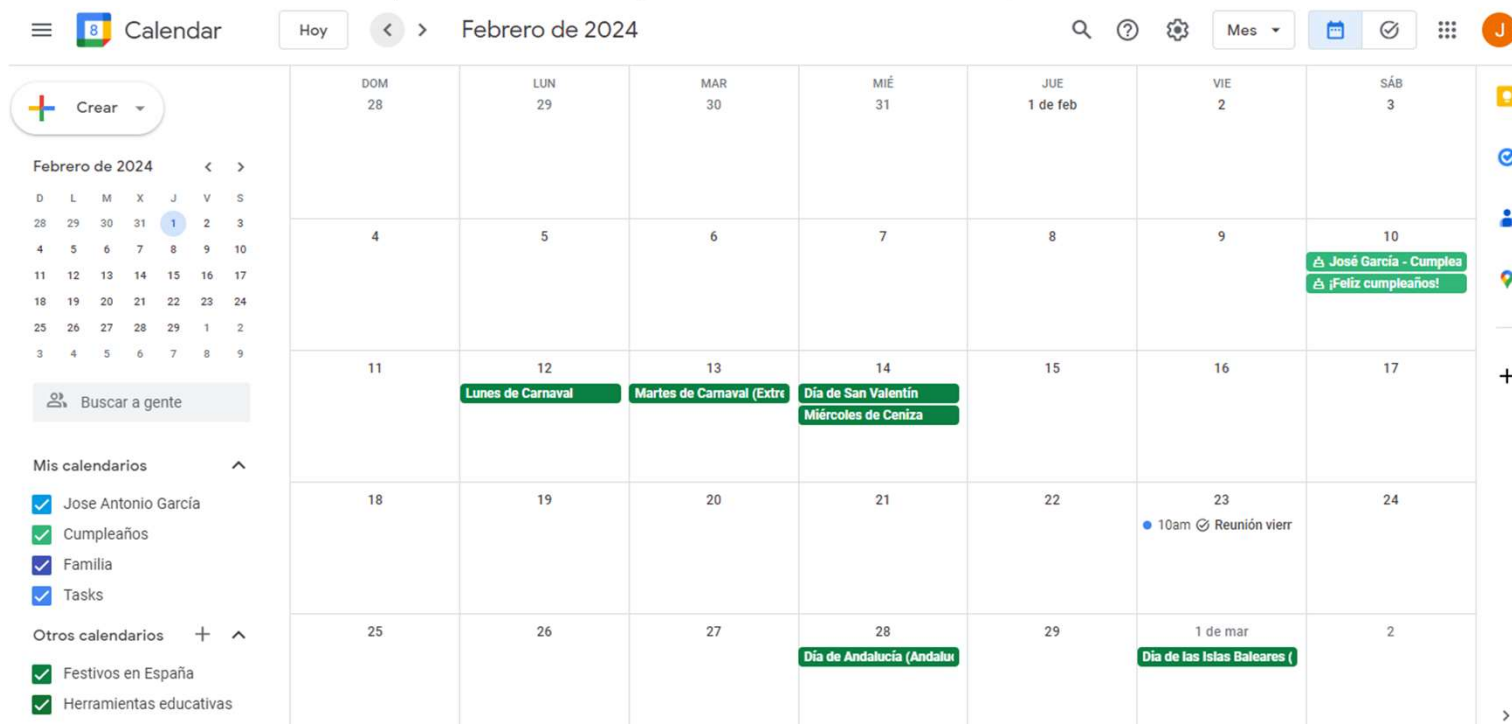 8 Calendar Hoy Febrero de 2024 Mes J
Crear
Febrero de 2024
D L M X J V S
28 29 30 31 1 2 3
4 5 6 7 8 9 10
11 12 13 14 15 16 17
18 19 20 21 22 23 24
25 26 27 28 29 1 2
3 4 5 6 7 8 9
Buscar a gente
Mis calendarios
Jose Antonio García
Cumpleaños
Familia
Tasks
Otros calendarios
Festivos en España
Herramientas educativas
DOM LUN MAR MIÉ JUE VIE SÁB
28 29 30 31 1 de feb 2 3
4 5 6 7 8 9 10
José García - Cumplea
¡Feliz cumpleaños!
11 12 13 14 15 16 17
Lunes de Carnaval Martes de Carnaval (Extre Día de San Valentín
Miércoles de Ceniza
18 19 20 21 22 23 24
10am Reunión vierr
25 26 27 28 29 1 de mar 2
Día de Andalucía (Andaluc Día de las Islas Baleares (